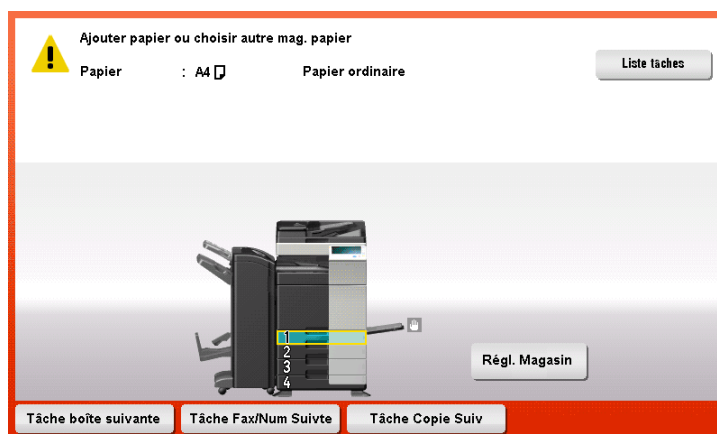 Ajouter papier ou choisir autre mag. papier
Papier : A4 Papier ordinaire
Liste tâches
1
2
3
4
Régl. Magasin
Tâche boîte suivante
Tâche Fax/Num Suivte
Tâche Copie Suiv